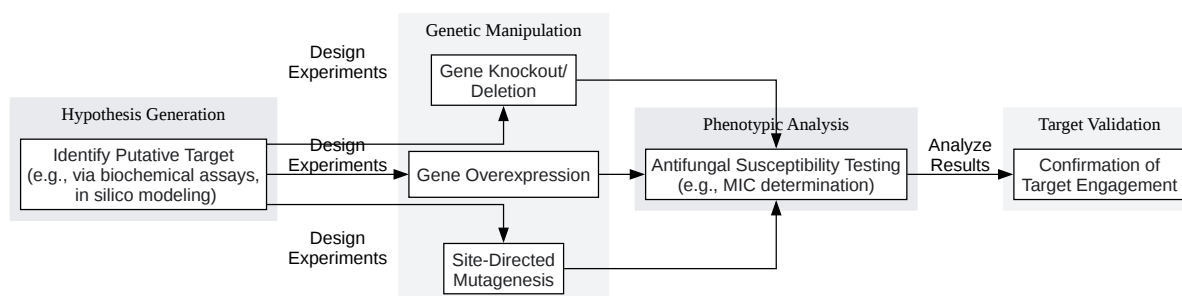 Hypothesis Generation
Identify Putative Target
(e.g., via biochemical assays,
in silico modeling)
Design
Experiments
Design
Experiments
Design
Experiments
Genetic Manipulation
Gene Knockout/
Deletion
Gene Overexpression
Site-Directed
Mutagenesis
Phenotypic Analysis
Antifungal Susceptibility Testing
(e.g., MIC determination)
Analyze
Results
Target Validation
Confirmation of
Target Engagement